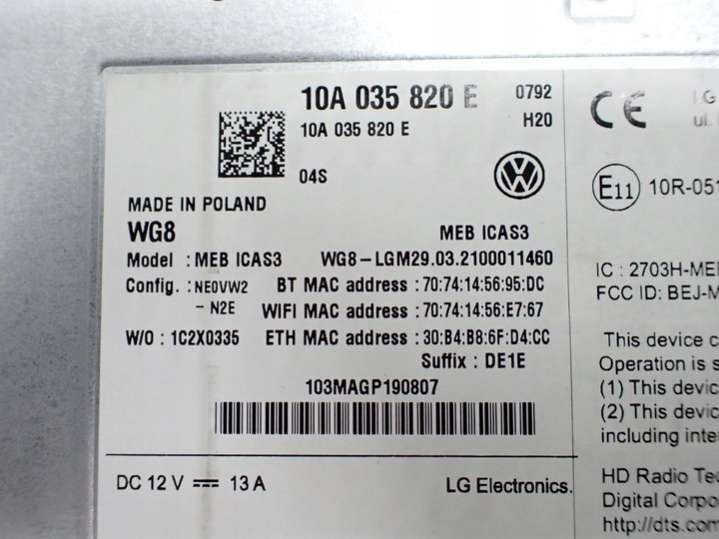 10A 035 820 E 0792
10A 035 820 E H20
04S
MADE IN POLAND
WG8 MEB ICAS3
Model : MEB ICAS3 WG8-LGM29.03.2100011460
Config. : NE0VW2 BT MAC address : 70:74:14:56:95:DC
- N2E WIFI MAC address : 70:74:14:56:E7:67
W/O : 1C2X0335 ETH MAC address : 30:B4:B8:6F:D4:CC
Suffix : DE1E
103MAGP190807
DC 12 V 13 A LG Electronics.
CE
ul.
E11 10R-051
IC : 2703H-ME
FCC ID: BEJ-M
This device c
Operation is s
(1) This devic
(2) This devic
including inte
HD Radio Te
Digital Corpo
http://dts.com